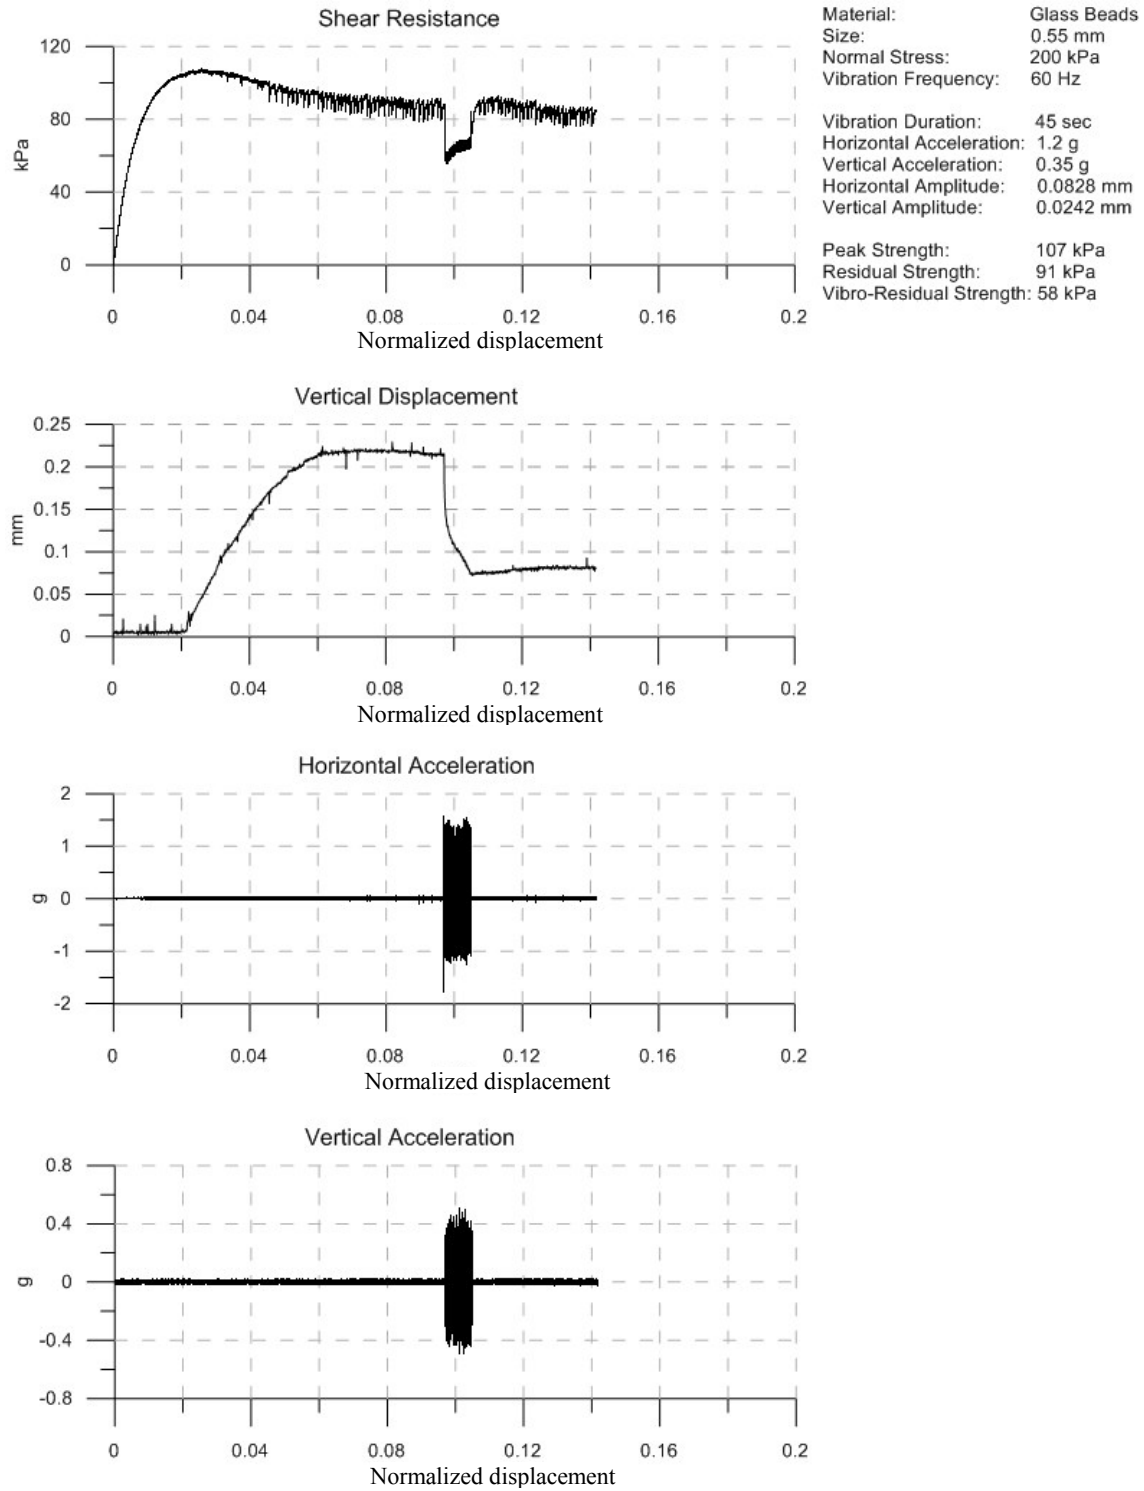 Shear Resistance
120
80
40
0
kPa
0 0.04 0.08 0.12 0.16 0.2
Normalized displacement
Material: Glass Beads
Size: 0.55 mm
Normal Stress: 200 kPa
Vibration Frequency: 60 Hz
Vibration Duration: 45 sec
Horizontal Acceleration: 1.2 g
Vertical Acceleration: 0.35 g
Horizontal Amplitude: 0.0828 mm
Vertical Amplitude: 0.0242 mm
Peak Strength: 107 kPa
Residual Strength: 91 kPa
Vibro-Residual Strength: 58 kPa
Vertical Displacement
0.25
0.2
0.15
0.1
0.05
0
mm
0 0.04 0.08 0.12 0.16 0.2
Normalized displacement
Horizontal Acceleration
2
1
0
-1
-2
g
0 0.04 0.08 0.12 0.16 0.2
Normalized displacement
Vertical Acceleration
0.8
0.4
0
-0.4
-0.8
g
0 0.04 0.08 0.12 0.16 0.2
Normalized displacement